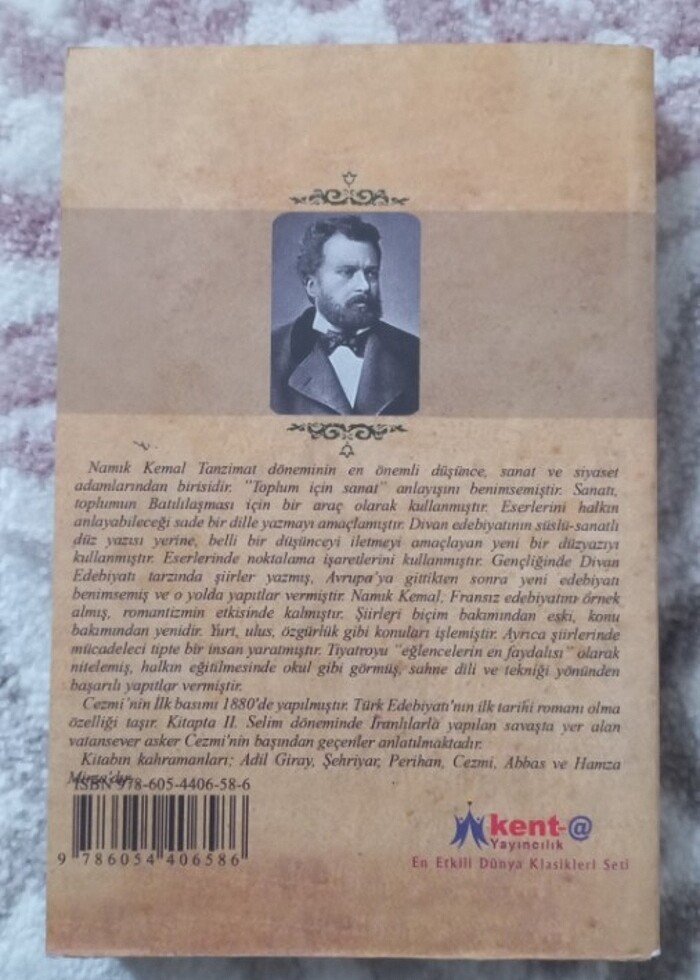 Namık Kemal Tanzimat döneminin en önemli düşünce, sanat ve siyaset
adamlarından birisidir. "Toplum için sanat" anlayışını benimsemiştir. Sanatı,
toplumun Batılılaşması için bir araç olarak kullanmıştır. Eserlerini halkın
anlayabileceği sade bir dille yazmayı amaçlamıştır. Divan edebiyatının süslü-sanatlı
düz yazısı yerine, belli bir düşünceyi iletmeyi amaçlayan yeni bir düzyazıyı
kullanmıştır. Eserlerinde noktalama işaretlerini kullanmıştır. Gençliğinde Divan
Edebiyatı tarzında şiirler yazmış, Avrupa'ya gittikten sonra yeni edebiyatı
benimsemiş ve o yolda yapıtlar vermiştir. Namık Kemal, Fransız edebiyatını örnek
almış, romantizmin etkisinde kalmıştır. Şiirleri biçim bakımından eski, konu
bakımından yenidir. Yurt, ulus, özgürlük gibi konuları işlemiştir. Ayrıca şiirlerinde
mücadeleci tipte bir insan yaratmıştır. Tiyatroyu "eğlencelerin en faydalısı" olarak
nitelemiş, halkın eğitilmesinde okul gibi görmüş, sahne dili ve tekniği yönünden
başarılı yapıtlar vermiştir.
Cezmi'nin İlk basımı 1880'de yapılmıştır. Türk Edebiyatı'nın ilk tarihi romanı olma
özelliği taşır. Kitapta II. Selim döneminde İranlılarla yapılan savaşta yer alan
vatansever asker Cezmi'nin başından geçenler anlatılmaktadır.
Kitabın kahramanları; Adil Giray, Şehriyar, Perihan, Cezmi, Abbas ve Hamza
Mirza'dır.
ISBN 978-605-4406-58-6
9 786054 406586
kent-@
Yayıncılık
En Etkili Dünya Klasikleri Seti